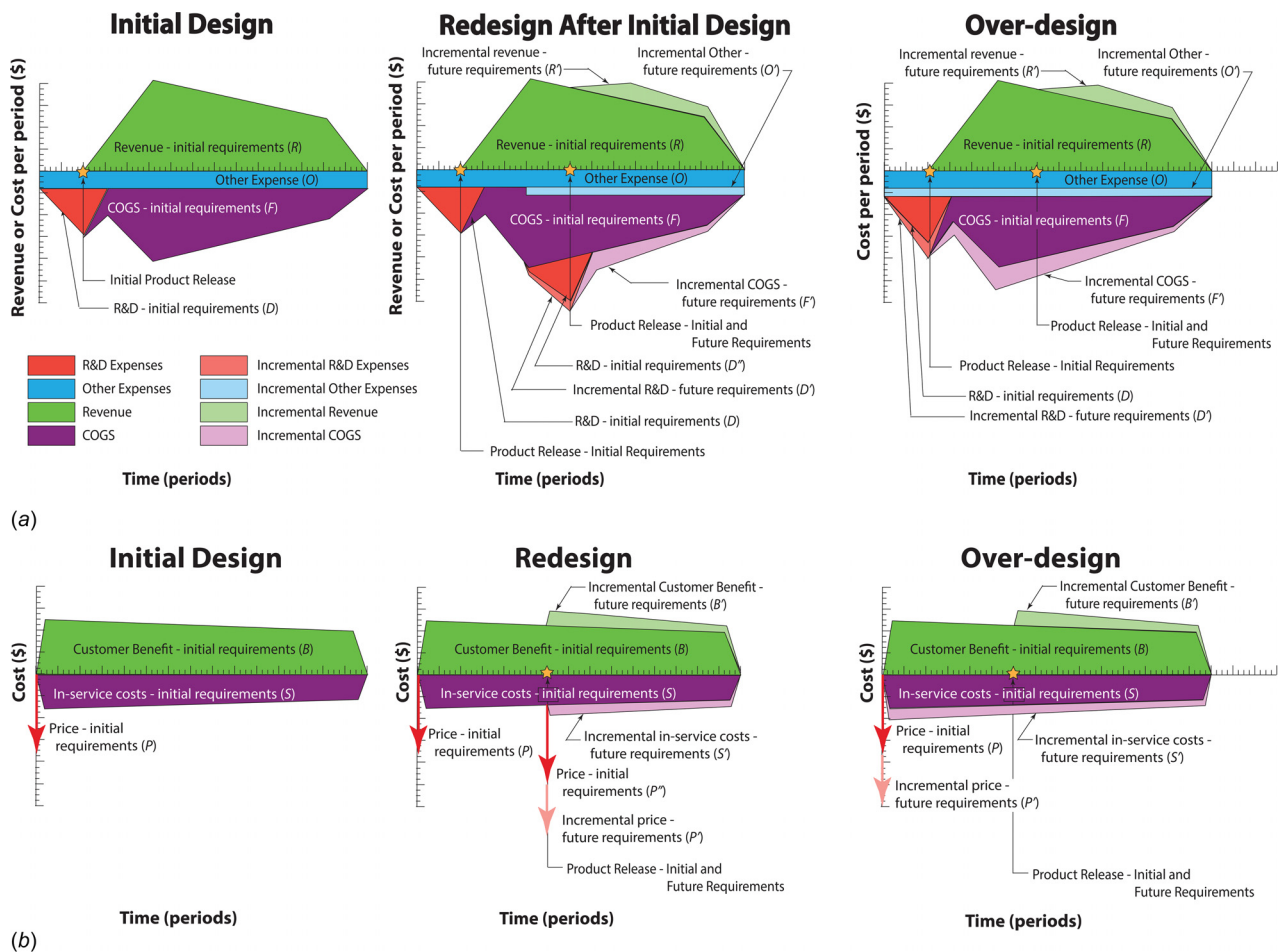 Initial Design
Redesign After Initial Design
Over-design
Revenue or Cost per period ($)
Revenue - initial requirements (R)
Other Expense (O)
COGS - initial requirements (F)
Initial Product Release
R&D - initial requirements (D)
R&D Expenses
Other Expenses
Revenue
COGS
Incremental R&D Expenses
Incremental Other Expenses
Incremental Revenue
Incremental COGS
Time (periods)
Revenue or Cost per period ($)
Incremental revenue -
future requirements (R')
Incremental Other -
future requirements (O')
Revenue - initial requirements (R)
Other Expense (O)
COGS - initial requirements (F)
Incremental COGS -
future requirements (F')
Product Release - Initial and
Future Requirements
R&D - initial requirements (D'')
Incremental R&D - future requirements (D')
R&D - initial requirements (D)
Product Release - Initial Requirements
Time (periods)
Cost per period ($)
Incremental revenue -
future requirements (R')
Incremental Other -
future requirements (O')
Revenue - initial requirements (R)
Other Expense (O)
COGS - initial requirements (F)
Incremental COGS -
future requirements (F')
Product Release - Initial and
Future Requirements
Product Release - Initial Requirements
R&D - initial requirements (D)
Incremental R&D - future requirements (D')
Time (periods)
(a)
Initial Design
Redesign
Over-design
Cost ($)
Customer Benefit - initial requirements (B)
In-service costs - initial requirements (S)
Price - initial
requirements (P)
Time (periods)
Cost ($)
Incremental Customer Benefit -
future requirements (B')
Customer Benefit - initial requirements (B)
In-service costs - initial requirements (S)
Price - initial
requirements (P)
Incremental in-service costs -
future requirements (S')
Price - initial
requirements (P'')
Incremental price -
future requirements (P')
Product Release - Initial and
Future Requirements
Time (periods)
Cost ($)
Incremental Customer Benefit -
future requirements (B')
Customer Benefit - initial requirements (B)
In-service costs - initial requirements (S)
Price - initial
requirements (P)
Incremental in-service costs -
future requirements (S')
Incremental price -
future requirements (P')
Product Release - Initial and
Future Requirements
Time (periods)
(b)